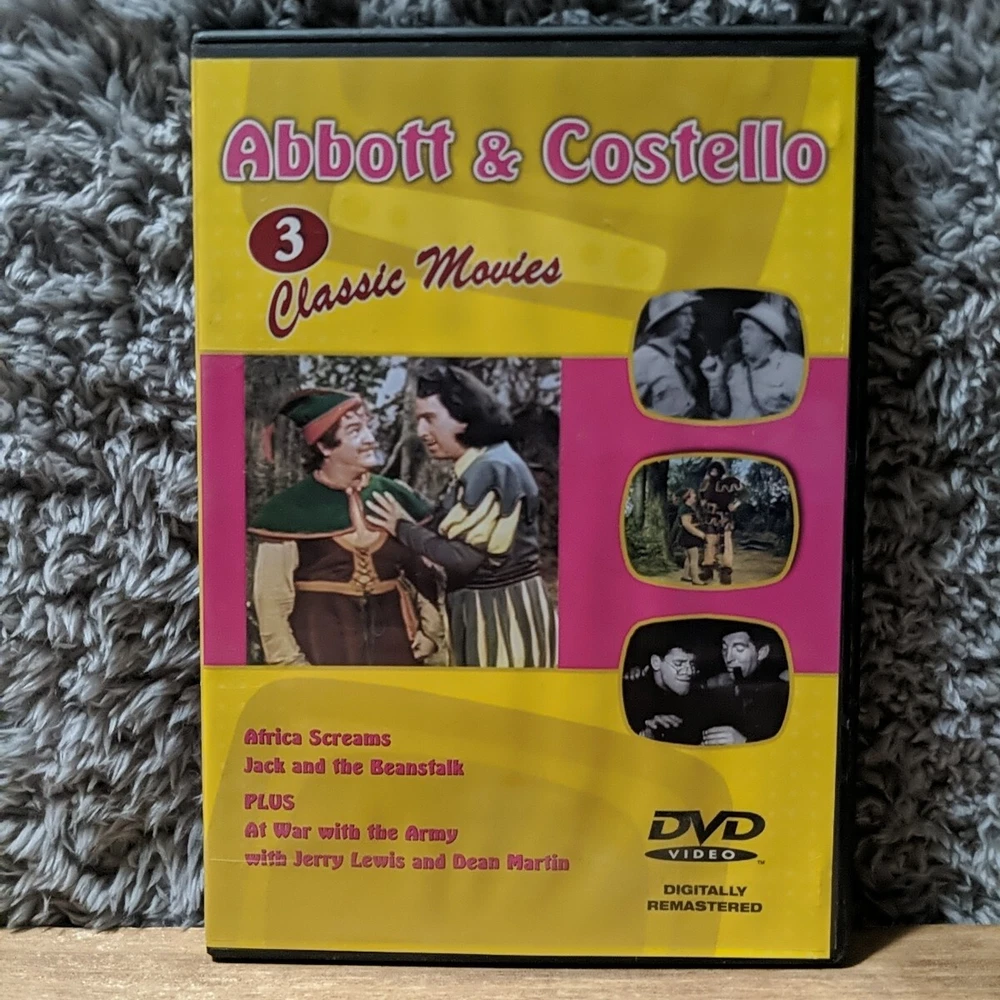 Abbott & Costello
3
Classic Movies
Africa Screams
Jack and the Beanstalk
PLUS
At War with the Army
with Jerry Lewis and Dean Martin
DVD
VIDEO
TM
DIGITALLY
REMASTERED